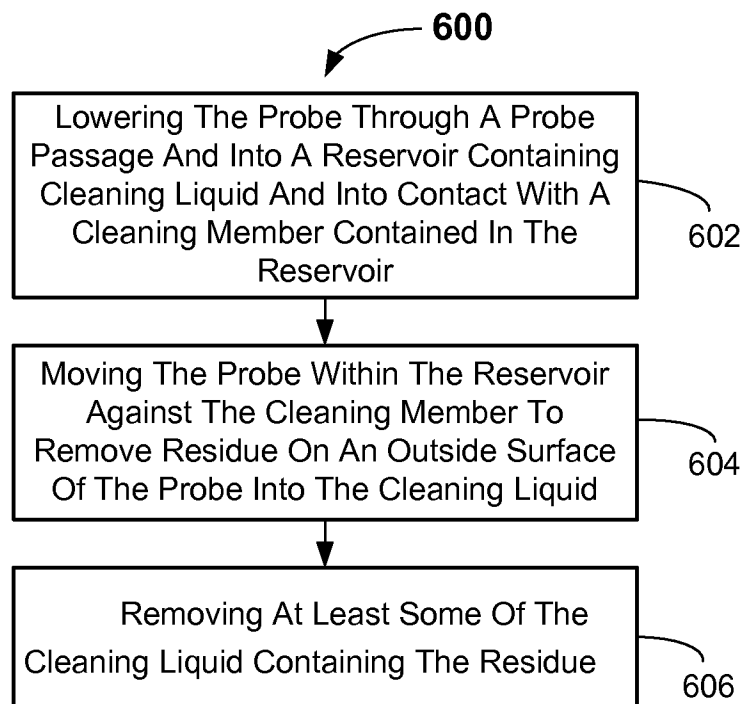 600
Lowering The Probe Through A Probe
Passage And Into A Reservoir Containing
Cleaning Liquid And Into Contact With A
Cleaning Member Contained In The
Reservoir
602
Moving The Probe Within The Reservoir
Against The Cleaning Member To
Remove Residue On An Outside Surface
Of The Probe Into The Cleaning Liquid
604
Removing At Least Some Of The
Cleaning Liquid Containing The Residue
606